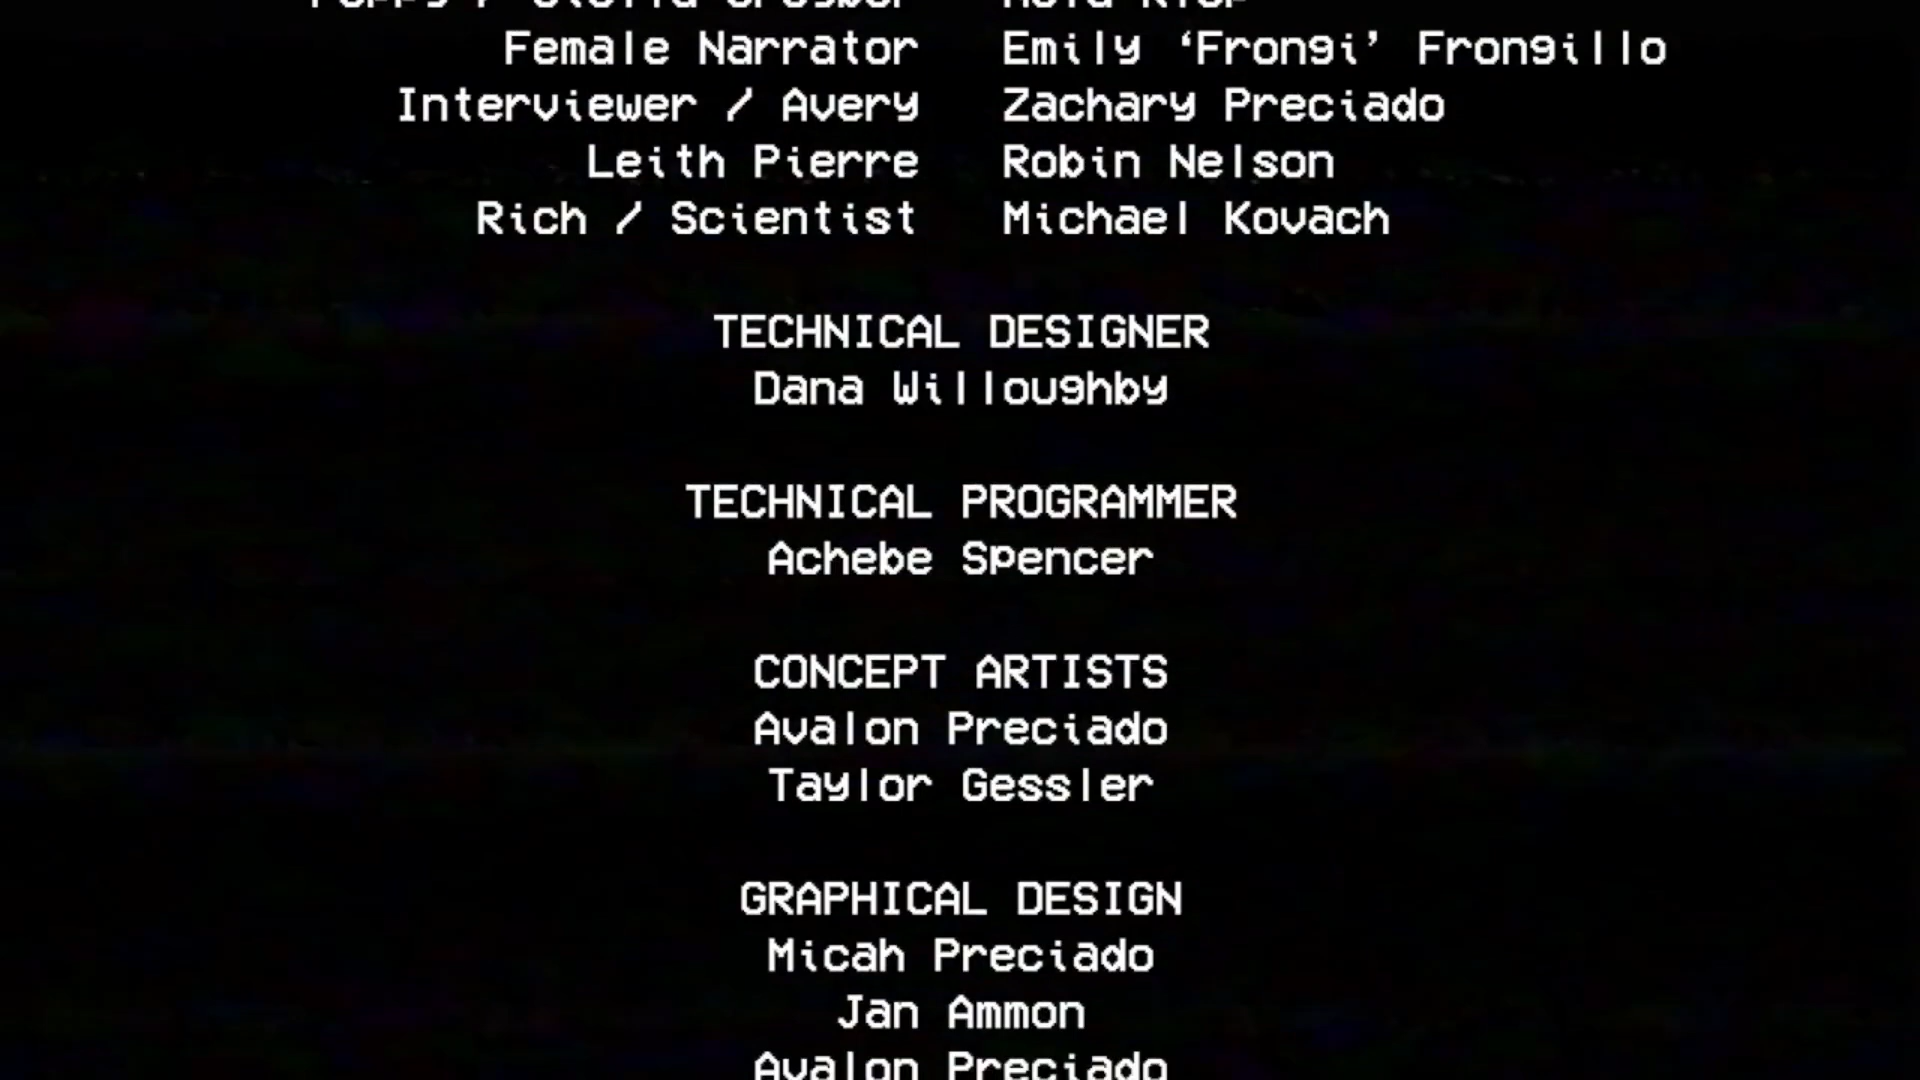 Female Narrator Emily ‘Frongi’ Frongillo
Interviewer / Avery Zachary Preciado
Leith Pierre Robin Nelson
Rich / Scientist Michael Kovach
TECHNICAL DESIGNER
Dana Willoughby
TECHNICAL PROGRAMMER
Achebe Spencer
CONCEPT ARTISTS
Avalon Preciado
Taylor Gessler
GRAPHICAL DESIGN
Micah Preciado
Jan Ammon
Avalon Preciado